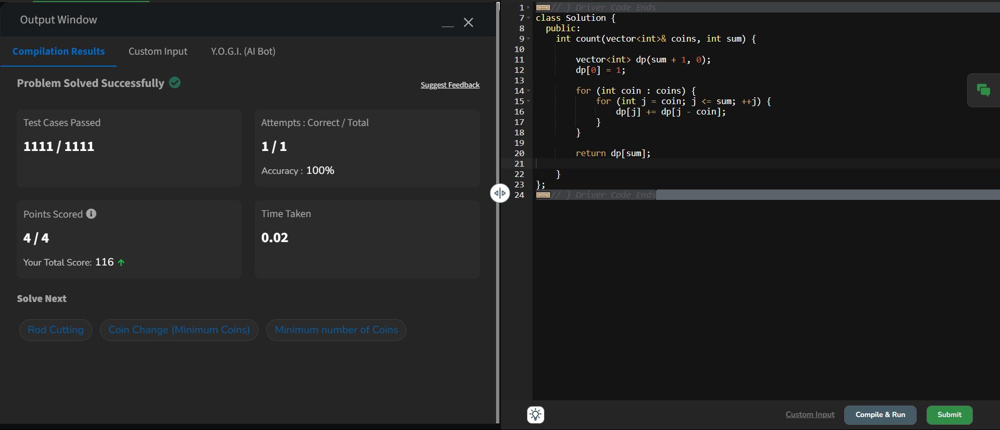 Output Window
Compilation Results
Custom Input
Y.O.G.I. (AI Bot)
Problem Solved Successfully
Suggest Feedback
Test Cases Passed
1111 / 1111
Attempts : Correct / Total
1 / 1
Accuracy : 100%
Points Scored
4 / 4
Your Total Score: 116
Time Taken
0.02
Solve Next
Rod Cutting
Coin Change (Minimum Coins)
Minimum number of Coins
1 // } Driver Code Ends
7 class Solution {
8   public:
9     int count(vector<int>& coins, int sum) {
10
11         vector<int> dp(sum + 1, 0);
12         dp[0] = 1;
13
14         for (int coin : coins) {
15             for (int j = coin; j <= sum; ++j) {
16                 dp[j] += dp[j - coin];
17             }
18         }
19
20         return dp[sum];
21
22     }
23 };
24 // } Driver Code Ends
Custom Input
Compile & Run
Submit